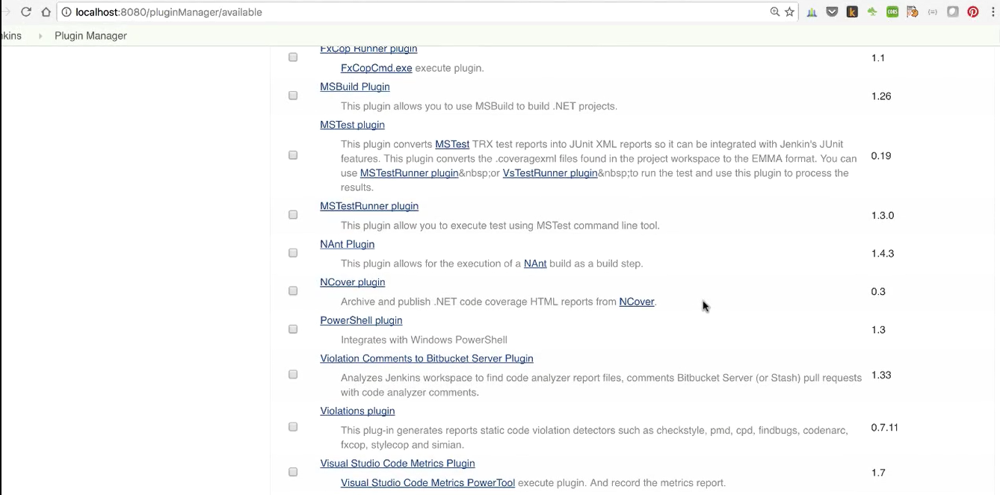 localhost:8080/pluginManager/available
kins Plugin Manager
FxCop Runner plugin
1.1
FxCopCmd.exe execute plugin.
MSBuild Plugin
1.26
This plugin allows you to use MSBuild to build .NET projects.
MSTest plugin
This plugin converts MSTest TRX test reports into JUnit XML reports so it can be integrated with Jenkin's JUnit
features. This plugin converts the .coveragexml files found in the project workspace to the EMMA format. You can
0.19
use MSTestRunner plugin&nbsp;or VsTestRunner plugin&nbsp;to run the test and use this plugin to process the
results.
MSTestRunner plugin
1.3.0
This plugin allow you to execute test using MSTest command line tool.
NAnt Plugin
1.4.3
This plugin allows for the execution of a NAnt build as a build step.
NCover plugin
0.3
Archive and publish .NET code coverage HTML reports from NCover.
PowerShell plugin
1.3
Integrates with Windows PowerShell
Violation Comments to Bitbucket Server Plugin
Analyzes Jenkins workspace to find code analyzer report files, comments Bitbucket Server (or Stash) pull requests
1.33
with code analyzer comments.
Violations plugin
This plug-in generates reports static code violation detectors such as checkstyle, pmd, cpd, findbugs, codenarc,
0.7.11
fxcop, stylecop and simian.
Visual Studio Code Metrics Plugin
1.7
Visual Studio Code Metrics PowerTool execute plugin. And record the metrics report.